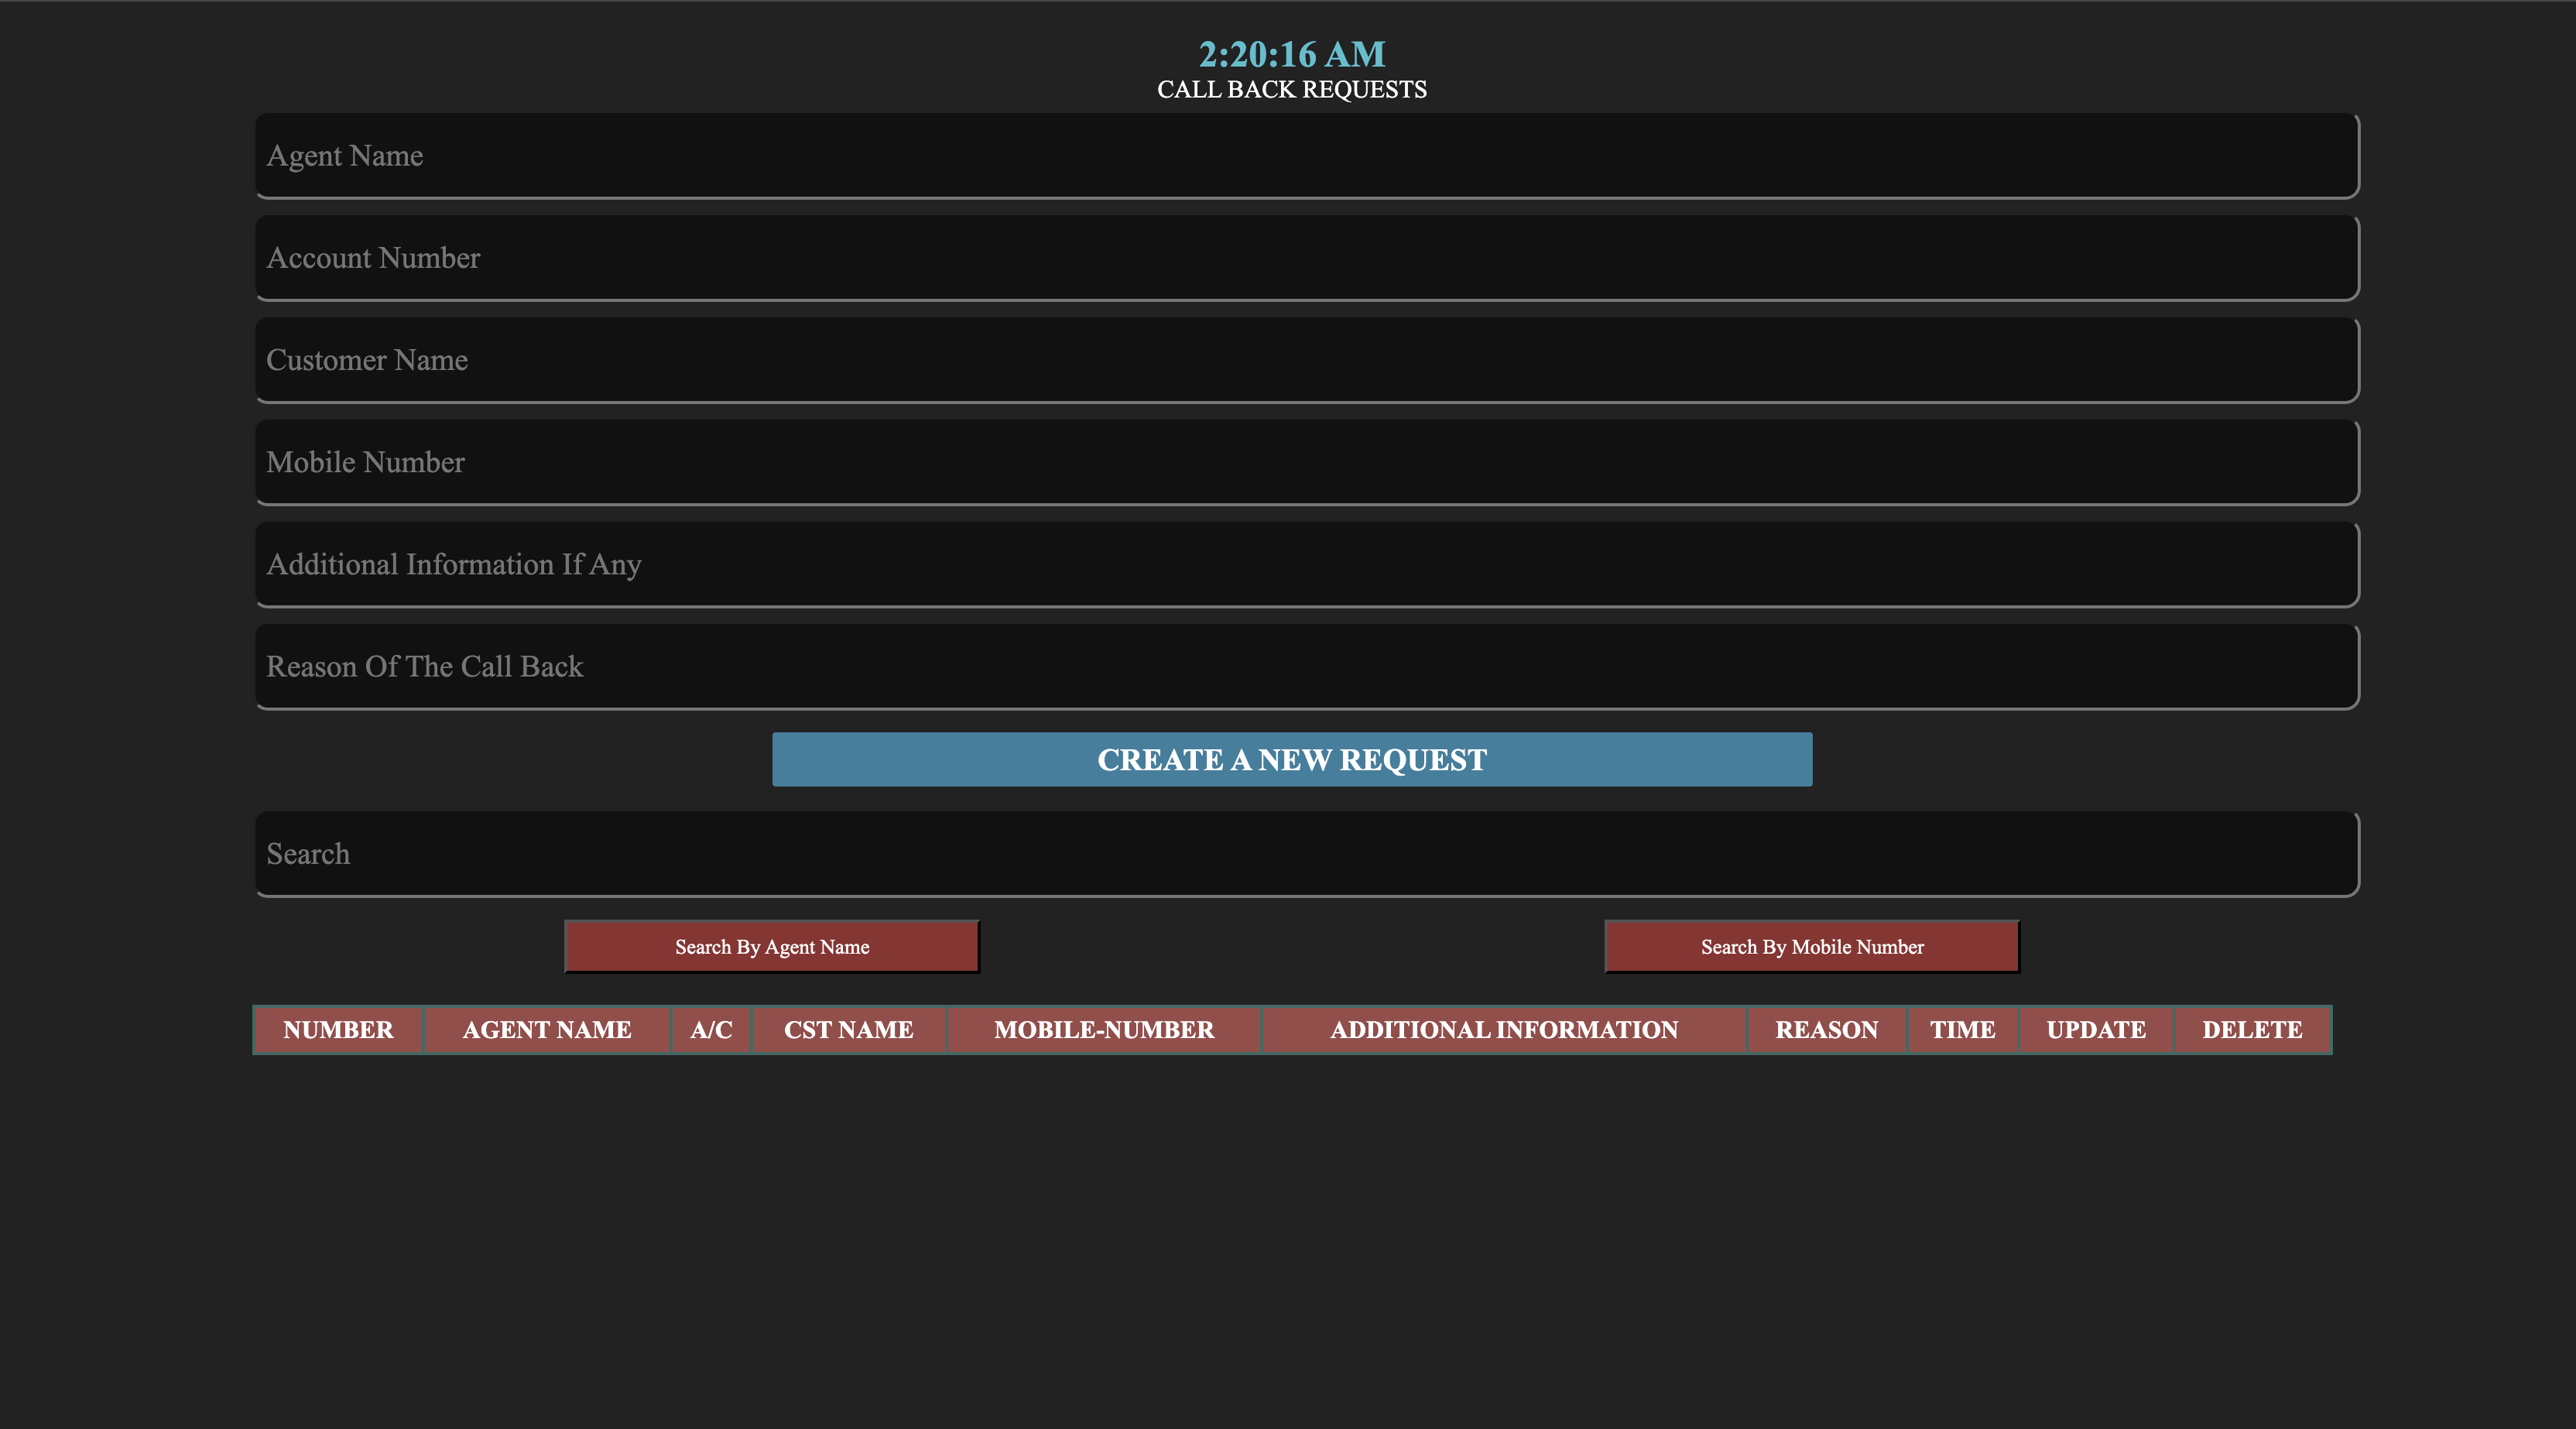 2:20:16 AM
CALL BACK REQUESTS
Agent Name
Account Number
Customer Name
Mobile Number
Additional Information If Any
Reason Of The Call Back
CREATE A NEW REQUEST
Search
Search By Agent Name Search By Mobile Number
NUMBER AGENT NAME A/C CST NAME MOBILE-NUMBER ADDITIONAL INFORMATION REASON TIME UPDATE DELETE